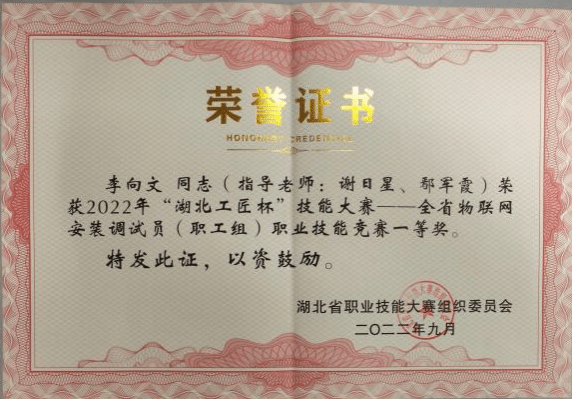 荣誉证书
HONORARY CREDENTIAL
李向文 同志（指导老师：谢日星、鄢军霞）荣
获2022年“湖北工匠杯”技能大赛——全省物联网
安装调试员（职工组）职业技能竞赛一等奖。
特发此证，以资鼓励。
湖北省职业技能大赛组织委员会
二〇二二年九月